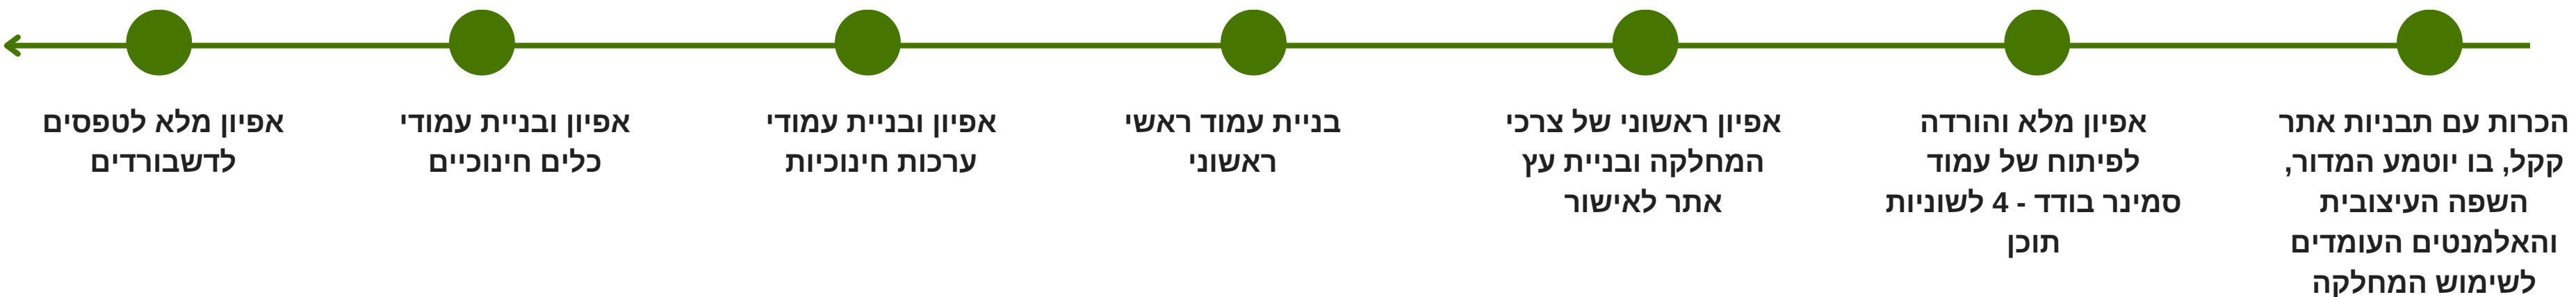 הכרות עם תבניות אתר
קקל, בו יוטמע המדור,
השפה העיצובית
והאלמנטים העומדים
לשימוש המחלקה
אפיון מלא והורדה
לפיתוח של עמוד
סמינר בודד - 4 לשוניות
תוכן
אפיון ראשוני של צרכי
המחלקה ובניית עץ
אתר לאישור
בניית עמוד ראשי
ראשוני
אפיון ובניית עמודי
ערכות חינוכיות
אפיון ובניית עמודי
כלים חינוכיים
אפיון מלא לטפסים
לדשבורדים